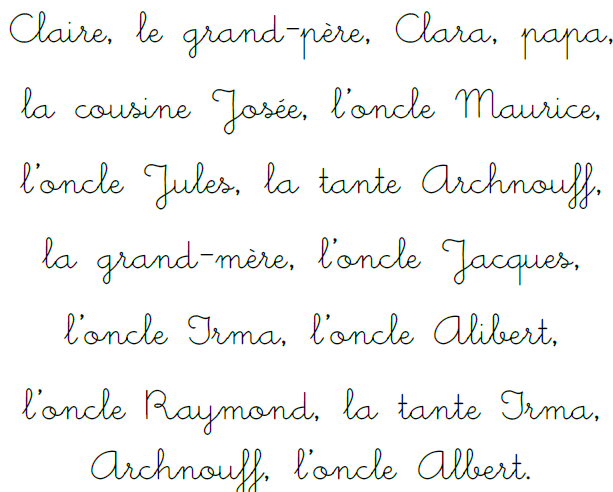 Claire, le grand-père, Clara, papa,
la cousine Josée, l'oncle Maurice,
l'oncle Jules, la tante Archnouff,
la grand-mère, l'oncle Jacques,
l'oncle Irma, l'oncle Alibert,
l'oncle Raymond, la tante Irma,
Archnouff, l'oncle Albert.